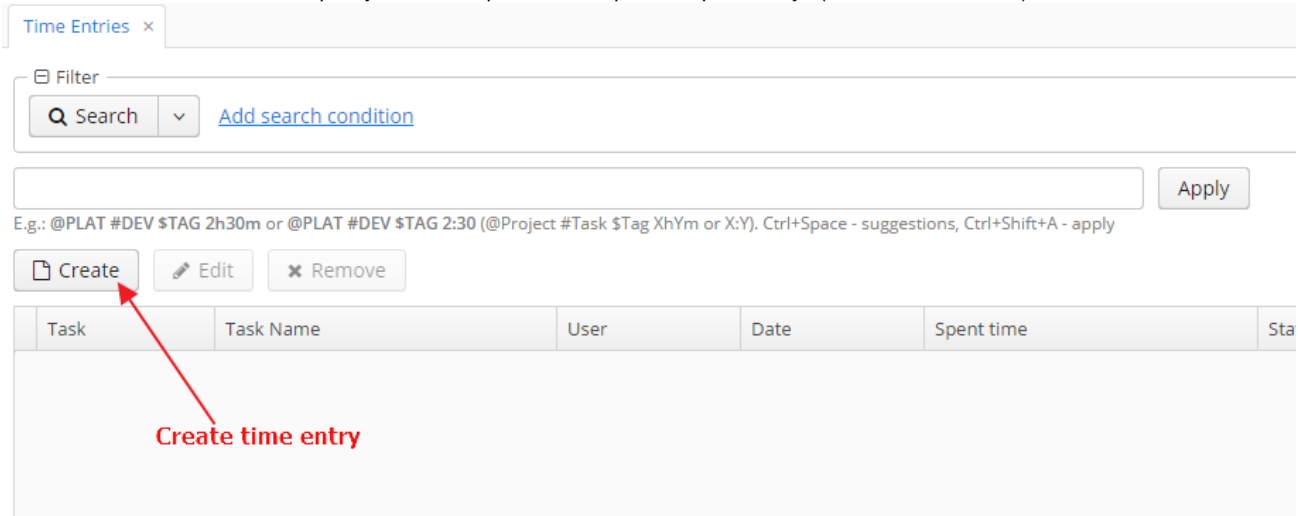 Time Entries ×
Filter
Search Add search condition
Apply
E.g.: @PLAT #DEV $TAG 2h30m or @PLAT #DEV $TAG 2:30 (@Project #Task $Tag XhYm or X:Y). Ctrl+Space - suggestions, Ctrl+Shift+A - apply
Create Edit Remove
Task Task Name User Date Spent time
Create time entry